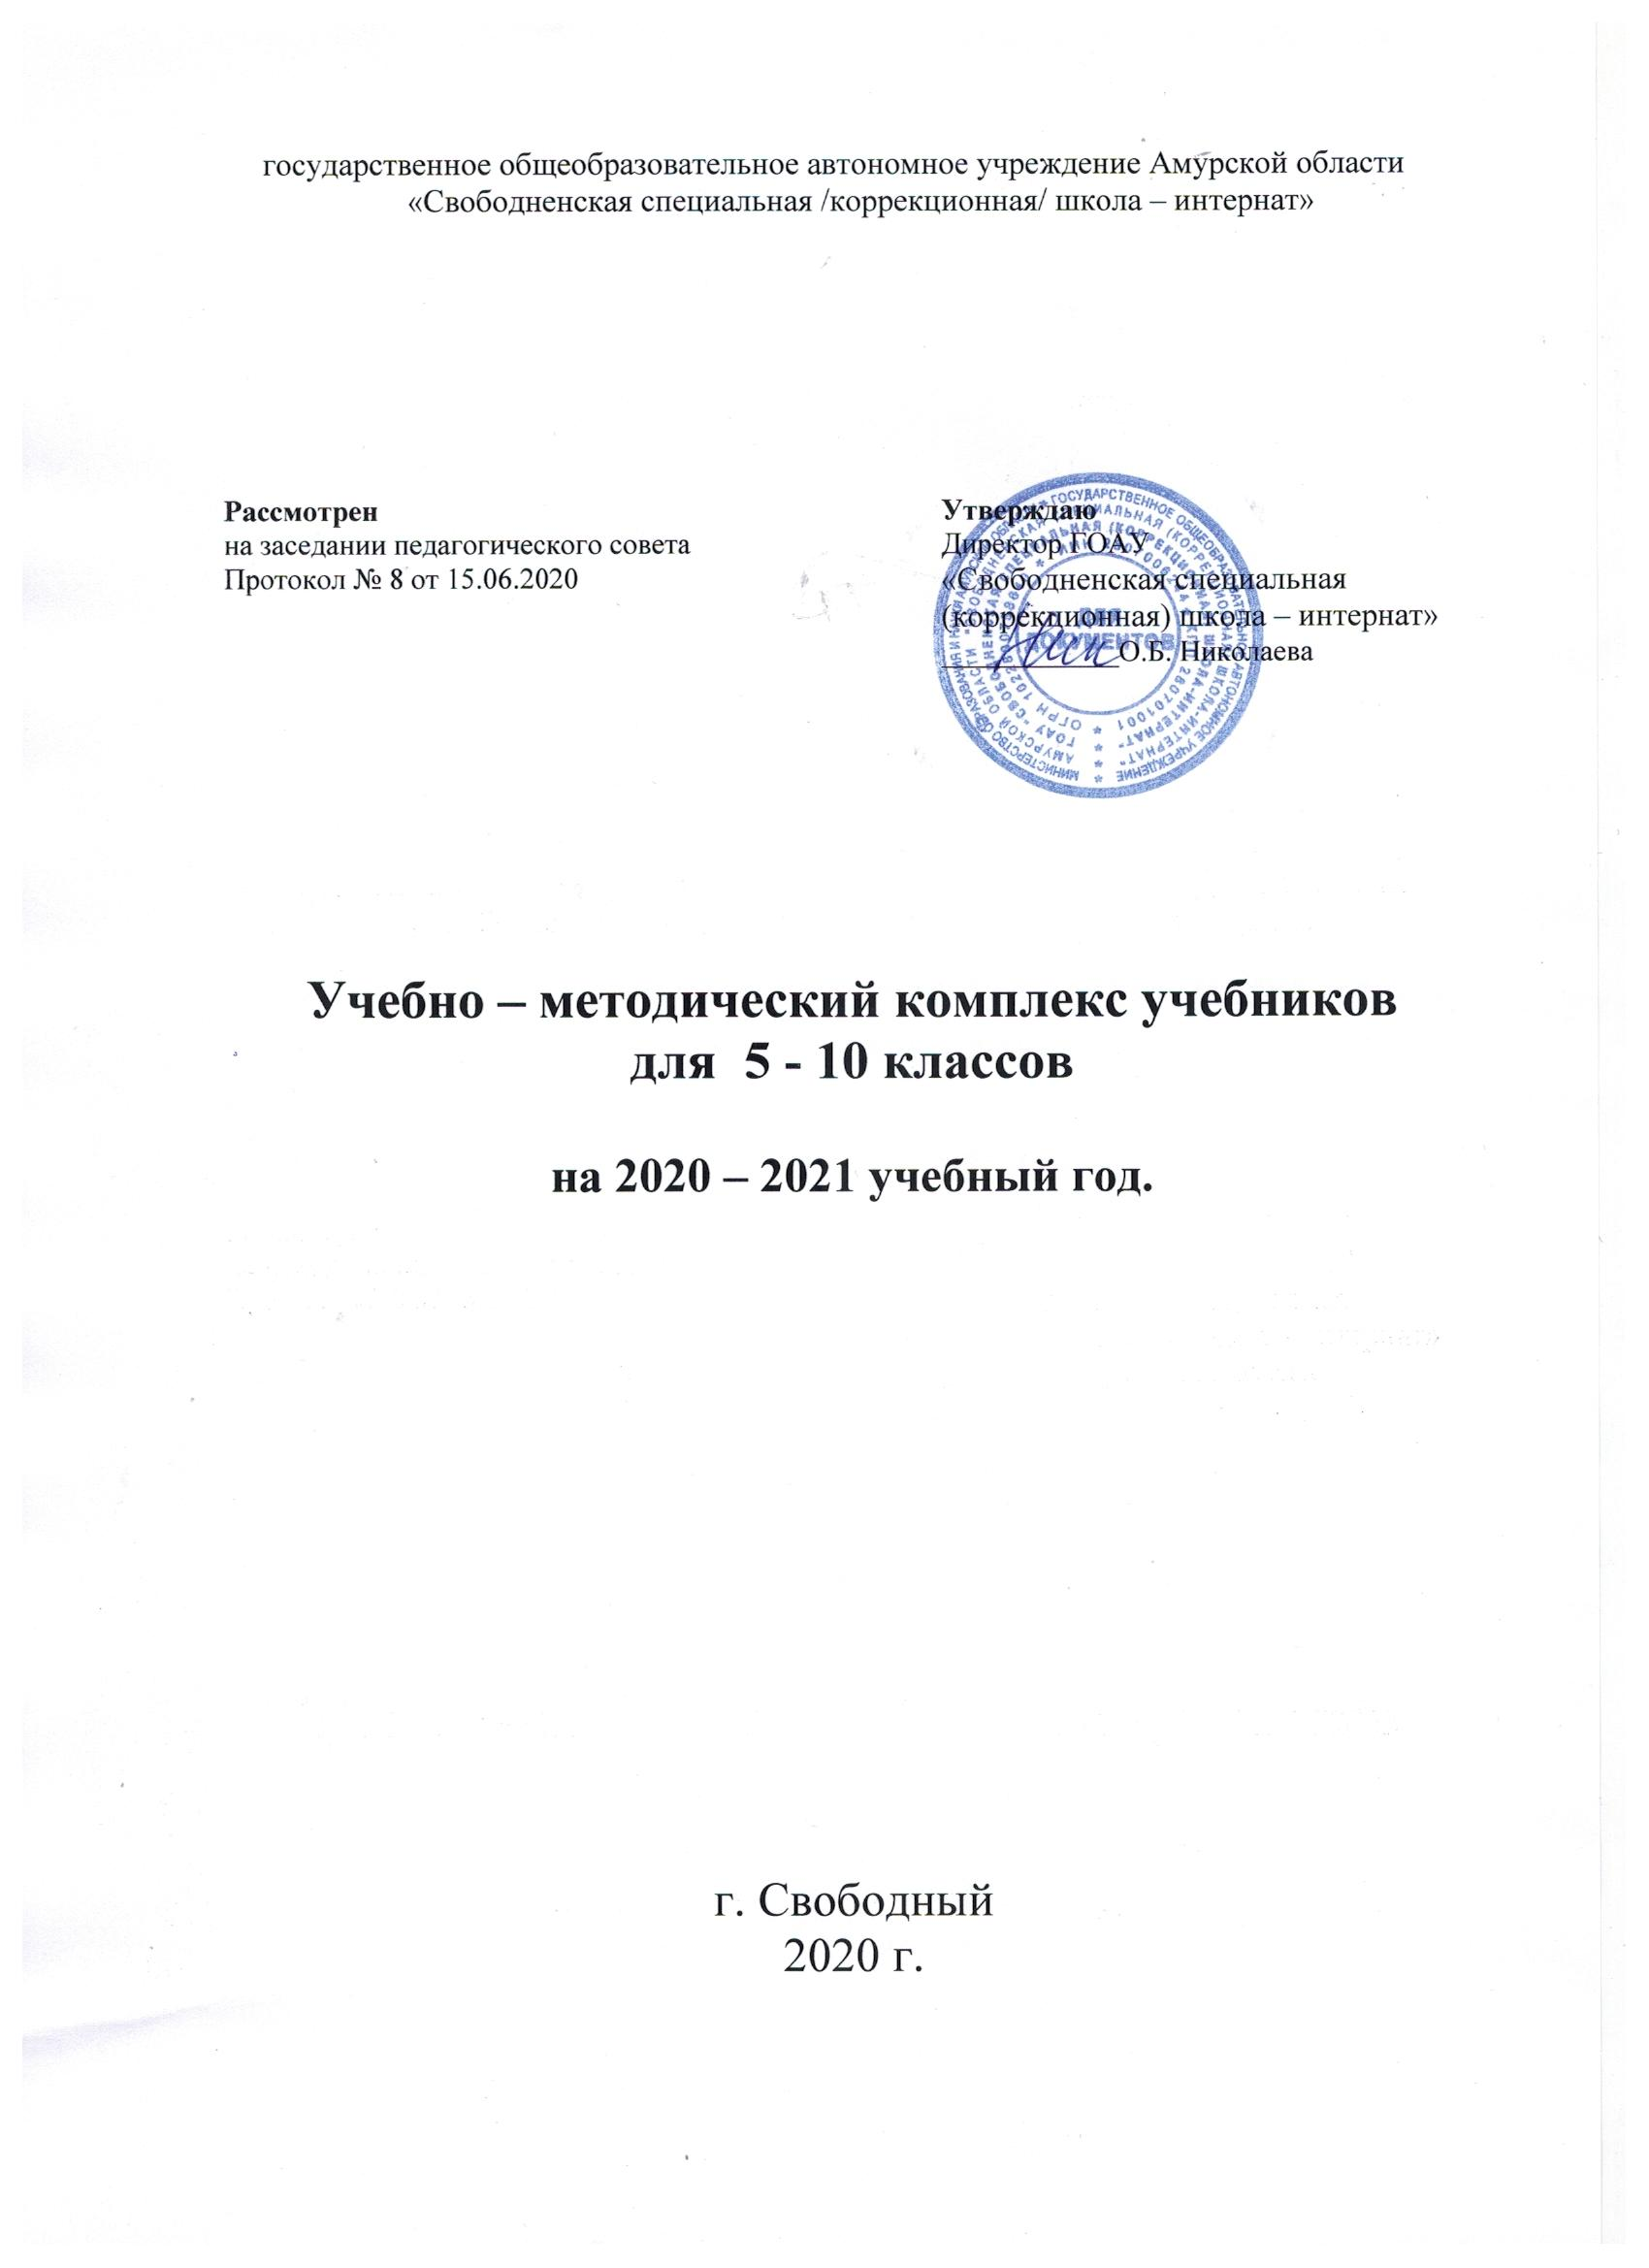 государственное общеобразовательное автономное учреждение Амурской области
«Свободненская специальная /коррекционная/ школа – интернат»
Рассмотрен
на заседании педагогического совета
Протокол № 8 от 15.06.2020
Утверждаю
Директор ГОАУ
«Свободненская специальная
(коррекционная) школа – интернат»
О.Б. Николаева
ДЛЯ
ДОКУМЕНТОВ
Учебно – методический комплекс учебников
для 5 - 10 классов
на 2020 – 2021 учебный год.
г. Свободный
2020 г.